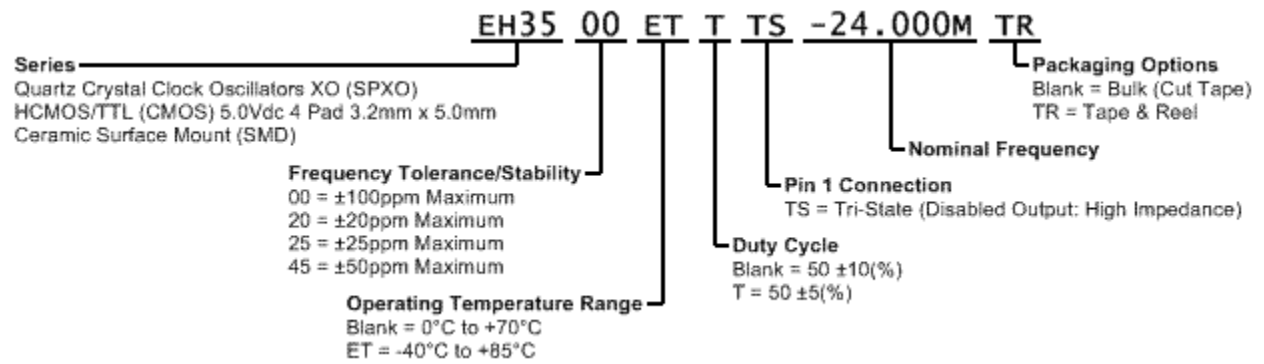 EH35 00 ET T TS -24.000M TR
Series
Quartz Crystal Clock Oscillators XO (SPXO)
HCMOS/TTL (CMOS) 5.0Vdc 4 Pad 3.2mm x 5.0mm
Ceramic Surface Mount (SMD)
Packaging Options
Blank = Bulk (Cut Tape)
TR = Tape & Reel
Nominal Frequency
Frequency Tolerance/Stability
00 = ±100ppm Maximum
20 = ±20ppm Maximum
25 = ±25ppm Maximum
45 = ±50ppm Maximum
Pin 1 Connection
TS = Tri-State (Disabled Output: High Impedance)
Duty Cycle
Blank = 50 ±10(%)
T = 50 ±5(%)
Operating Temperature Range
Blank = 0°C to +70°C
ET = -40°C to +85°C